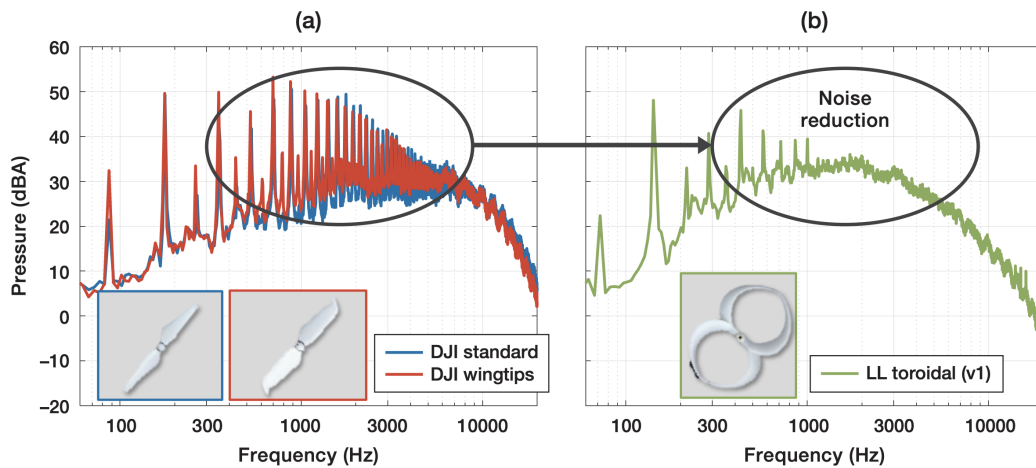 (a)
60
50
40
30
20
10
0
−10
−20
Pressure (dBA)
100
300
1000
3000
10000
Frequency (Hz)
DJI standard
DJI wingtips
(b)
Noise
reduction
LL toroidal (v1)
100
300
1000
3000
10000
Frequency (Hz)